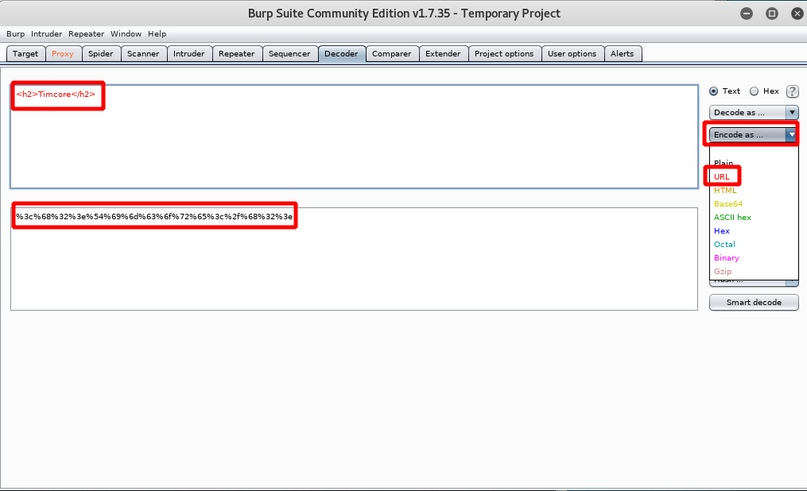 Burp Suite Community Edition v1.7.35 - Temporary Project
Burp Intruder Repeater Window Help
Target Proxy Spider Scanner Intruder Repeater Sequencer Decoder Comparer Extender Project options User options Alerts
<h2>Timcore</h2>
Text Hex ?
Decode as ...
Encode as ...
Plain
URL
HTML
Base64
ASCII hex
Hex
Octal
Binary
Gzip
Smart decode
%3c%68%32%3e%54%69%6d%63%6f%72%65%3c%2f%68%32%3e